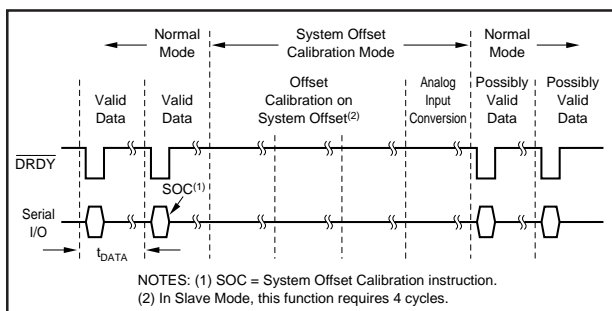 Normal
Mode
System Offset
Calibration Mode
Normal
Mode
Valid
Data
Valid
Data
Offset
Calibration on
System Offset(2)
Analog
Input
Conversion
Possibly
Valid
Data
Possibly
Valid
Data
DRDY
SOC(1)
Serial
I/O
tDATA
NOTES: (1) SOC = System Offset Calibration instruction.
(2) In Slave Mode, this function requires 4 cycles.